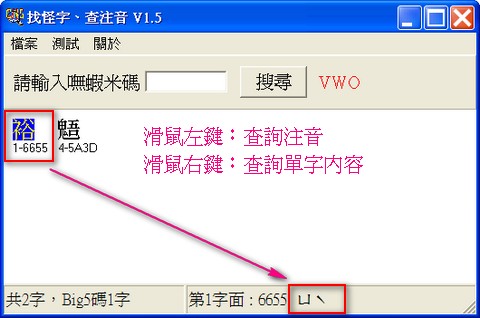 找怪字、查注音 V1.5
檔案 測試 關於
請輸入嘸蝦米碼 搜尋 VWO
裕 䰻
1-6655 4-5A3D
滑鼠左鍵：查詢注音
滑鼠右鍵：查詢單字内容
共2字，Big5碼1字 第1字面 : 6655 ㄩˋ